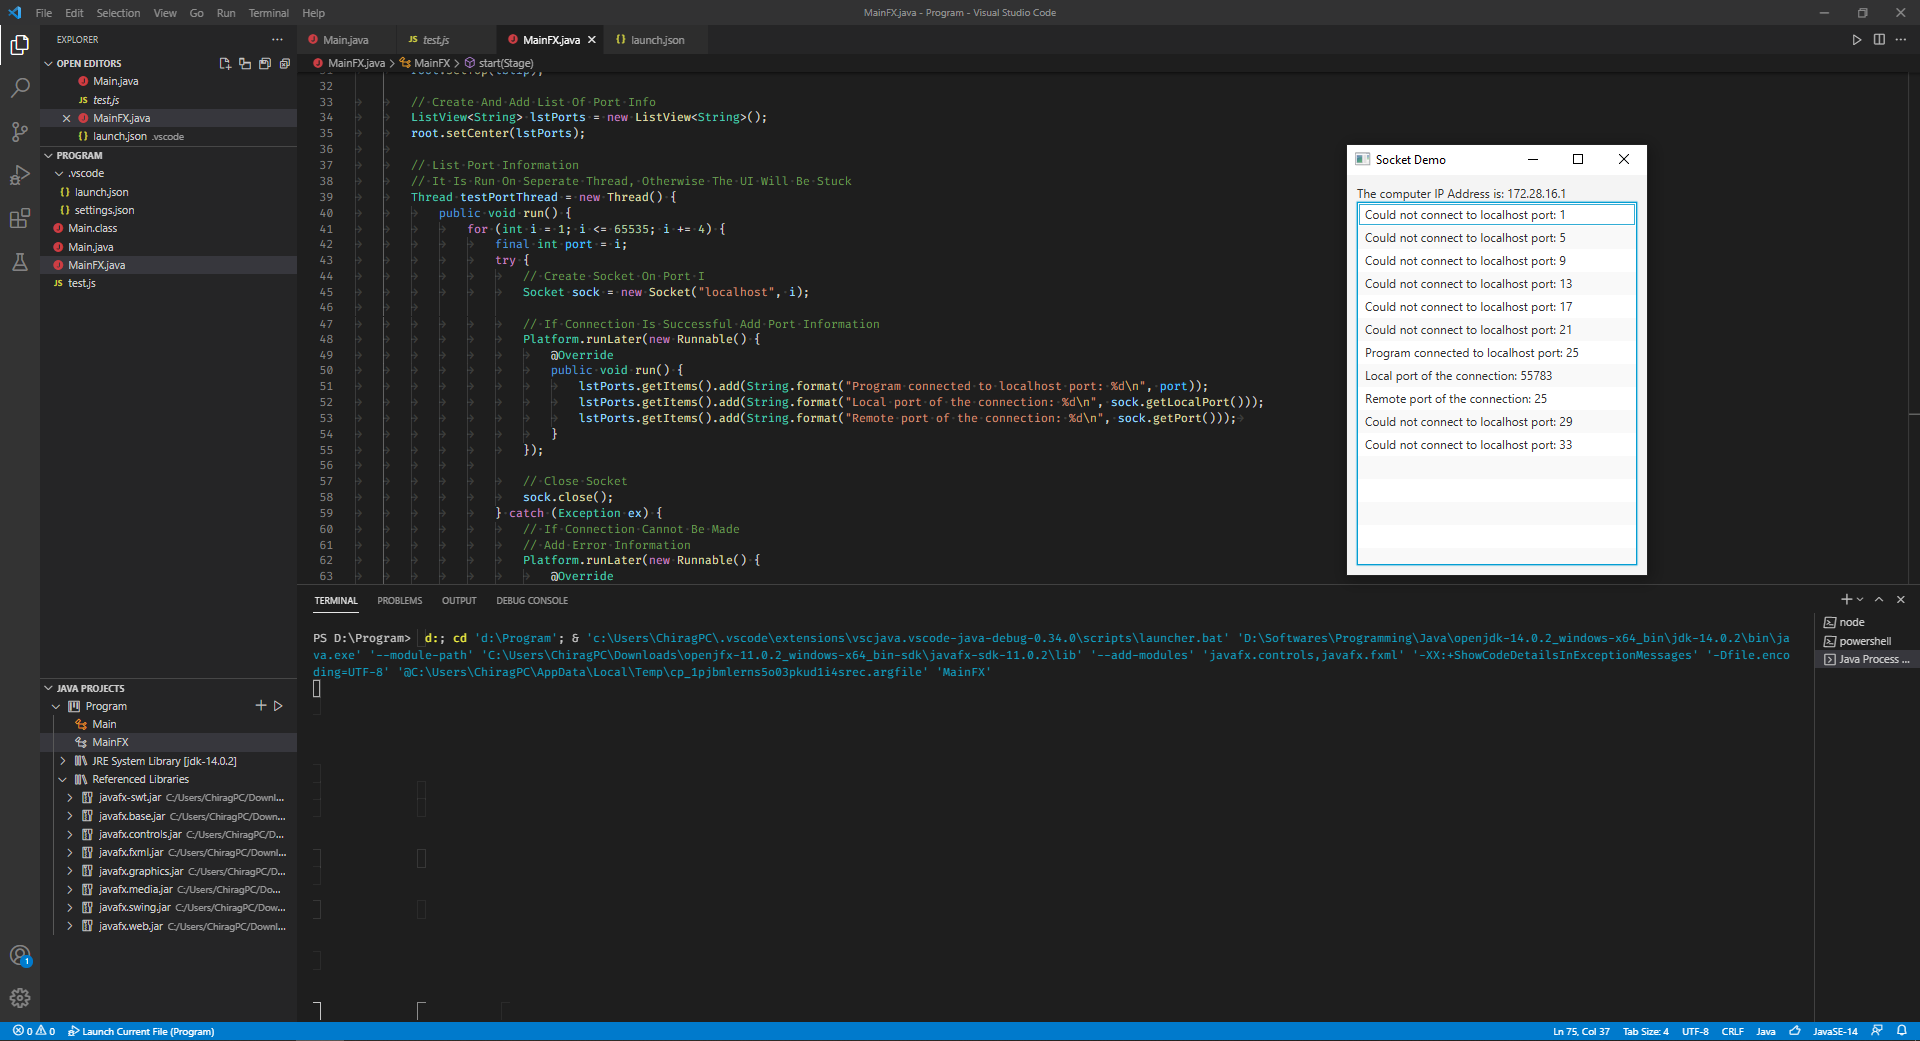 File Edit Selection View Go Run Terminal Help
MainFX.java - Program - Visual Studio Code
EXPLORER
OPEN EDITORS
Main.java
JS test.js
MainFX.java
{} launch.json .vscode
PROGRAM
.vscode
{} launch.json
{} settings.json
Main.class
Main.java
MainFX.java
JS test.js
JAVA PROJECTS
Program
Main
MainFX
JRE System Library [jdk-14.0.2]
Referenced Libraries
javafx-swt.jar C:/Users/ChiragPC/Downl...
javafx.base.jar C:/Users/ChiragPC/Down...
javafx.controls.jar C:/Users/ChiragPC/D...
javafx.fxml.jar C:/Users/ChiragPC/Downl...
javafx.graphics.jar C:/Users/ChiragPC/D...
javafx.media.jar C:/Users/ChiragPC/Do...
javafx.swing.jar C:/Users/ChiragPC/Dow...
javafx.web.jar C:/Users/ChiragPC/Downl...
Main.java JS test.js MainFX.java {} launch.json
MainFX.java > MainFX > start(Stage)
32
33 // Create And Add List Of Port Info
34 ListView<String> lstPorts = new ListView<String>();
35 root.setCenter(lstPorts);
36
37 // List Port Information
38 // It Is Run On Seperate Thread, Otherwise The UI Will Be Stuck
39 Thread testPortThread = new Thread() {
40 public void run() {
41 for (int i = 1; i <= 65535; i += 4) {
42 final int port = i;
43 try {
44 // Create Socket On Port I
45 Socket sock = new Socket("localhost", i);
46
47 // If Connection Is Successful Add Port Information
48 Platform.runLater(new Runnable() {
49 @Override
50 public void run() {
51 lstPorts.getItems().add(String.format("Program connected to localhost port: %d\n", port));
52 lstPorts.getItems().add(String.format("Local port of the connection: %d\n", sock.getLocalPort()));
53 lstPorts.getItems().add(String.format("Remote port of the connection: %d\n", sock.getPort()));
54 }
55 });
56
57 // Close Socket
58 sock.close();
59 } catch (Exception ex) {
60 // If Connection Cannot Be Made
61 // Add Error Information
62 Platform.runLater(new Runnable() {
63 @Override
Socket Demo
The computer IP Address is: 172.28.16.1
Could not connect to localhost port: 1
Could not connect to localhost port: 5
Could not connect to localhost port: 9
Could not connect to localhost port: 13
Could not connect to localhost port: 17
Could not connect to localhost port: 21
Program connected to localhost port: 25
Local port of the connection: 55783
Remote port of the connection: 25
Could not connect to localhost port: 29
Could not connect to localhost port: 33
TERMINAL PROBLEMS OUTPUT DEBUG CONSOLE
PS D:\Program> d:; cd 'd:\Program'; & 'c:\Users\ChiragPC\.vscode\extensions\vscjava.vscode-java-debug-0.34.0\scripts\launcher.bat' 'D:\Softwares\Programming\Java\openjdk-14.0.2_windows-x64_bin\jdk-14.0.2\bin\ja
va.exe' '--module-path' 'C:\Users\ChiragPC\Downloads\openjfx-11.0.2_windows-x64_bin-sdk\javafx-sdk-11.0.2\lib' '--add-modules' 'javafx.controls,javafx.fxml' '-XX:+ShowCodeDetailsInExceptionMessages' '-Dfile.enco
ding=UTF-8' '@C:\Users\ChiragPC\AppData\Local\Temp\cp_1pjbmlerns5o03pkud1i4srec.argfile' 'MainFX'
node
powershell
Java Process ...
1
0 0 Launch Current File (Program)
Ln 75, Col 37 Tab Size: 4 UTF-8 CRLF Java JavaSE-14